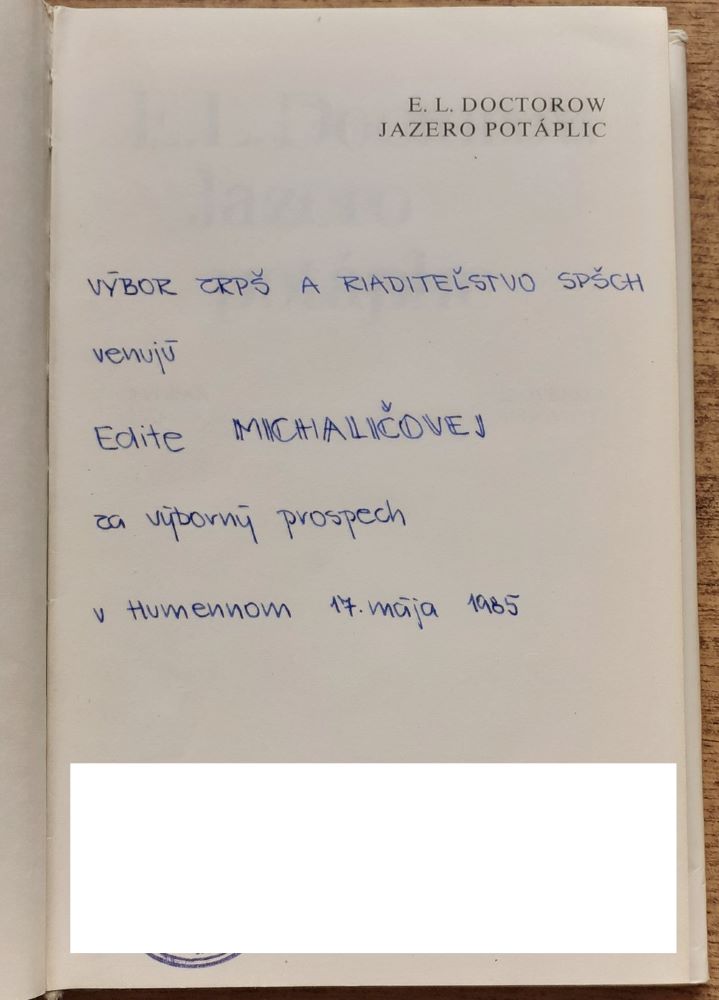 E. L. DOCTOROW
JAZERO POTÁPLIC
VÝBOR ZRPŠ A RIADITEĽSTVO SPŠCH
venujú
Edite MICHALIČOVEJ
za výborný prospech
v Humennom 17. mája 1985